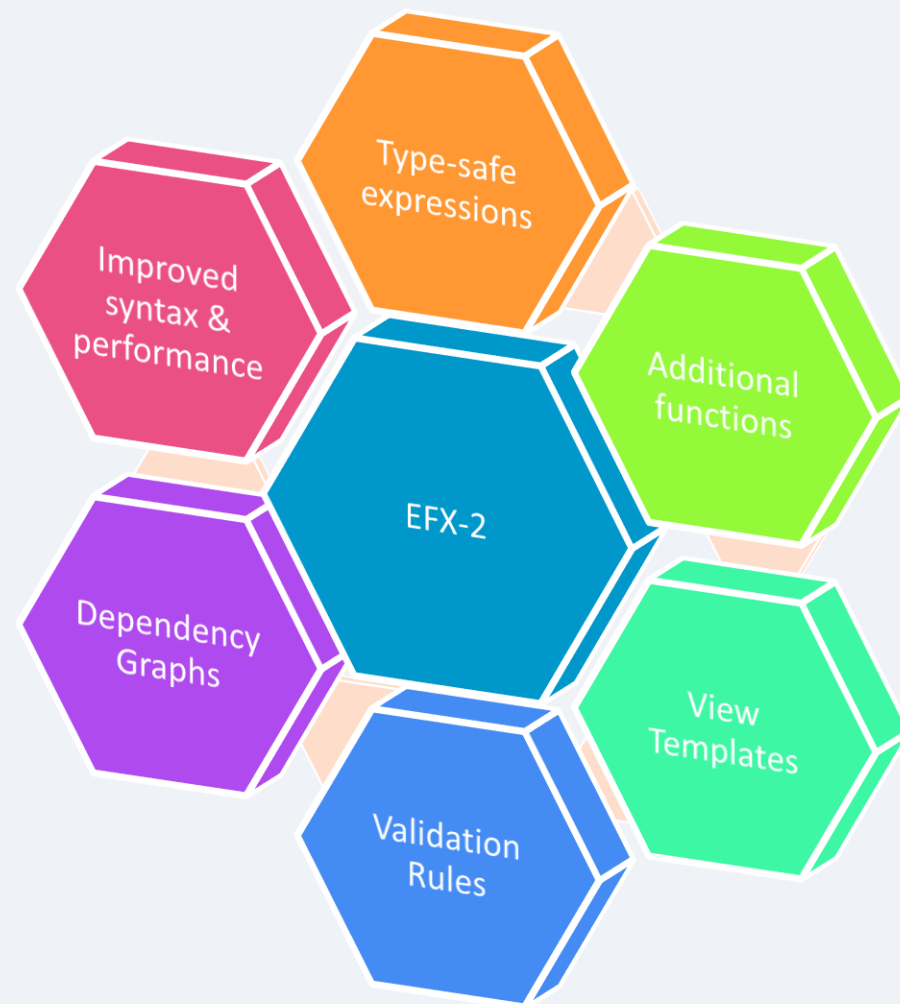 Type-safe
expressions
Improved
syntax &
performance
Additional
functions
EFX-2
Dependency
Graphs
View
Templates
Validation
Rules